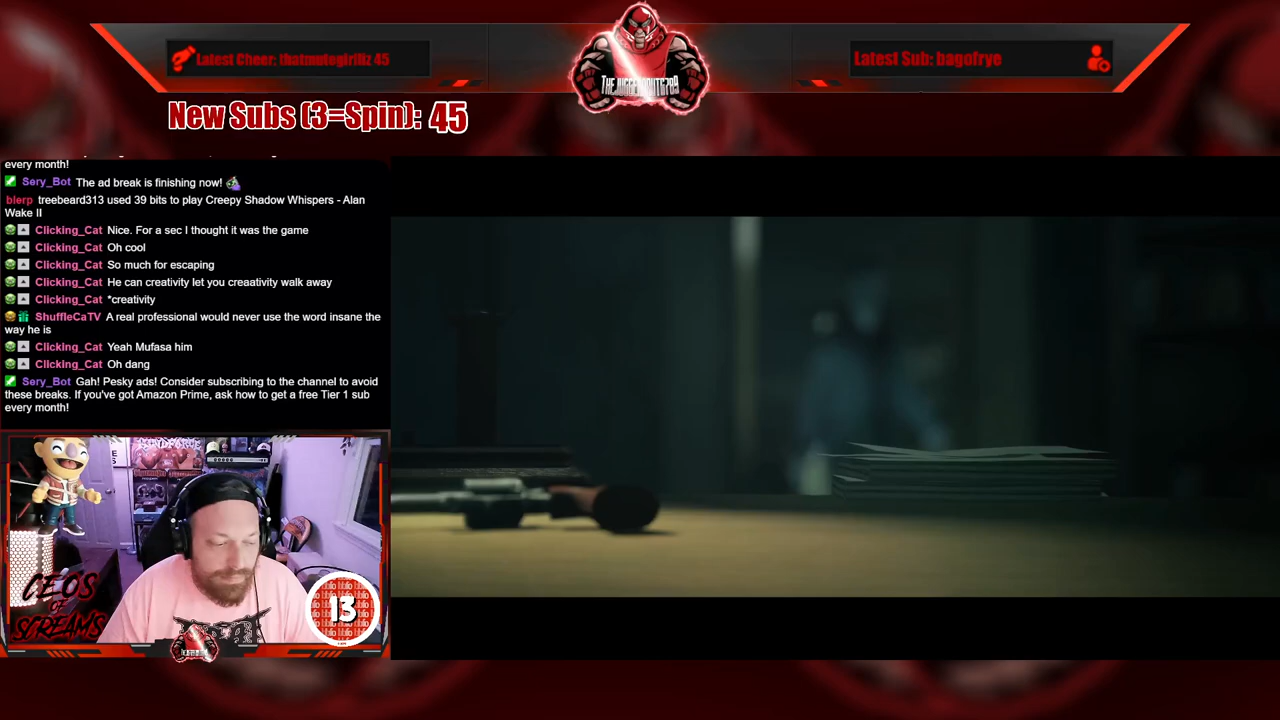 Latest Cheer: thatmutegirlliz 45
THEJUGGERNAUT6789
Latest Sub: bagofrye
New Subs (3=Spin): 45
every month!
Sery_Bot The ad break is finishing now!
blerp treebeard313 used 39 bits to play Creepy Shadow Whispers - Alan
Wake II
Clicking_Cat Nice. For a sec I thought it was the game
Clicking_Cat Oh cool
Clicking_Cat So much for escaping
Clicking_Cat He can creativity let you creaativity walk away
Clicking_Cat *creativity
ShuffleCaTV A real professional would never use the word insane the
way he is
Clicking_Cat Yeah Mufasa him
Clicking_Cat Oh dang
Sery_Bot Gah! Pesky ads! Consider subscribing to the channel to avoid
these breaks. If you've got Amazon Prime, ask how to get a free Tier 1 sub
every month!
CEOS
OF
SCREAMS
13